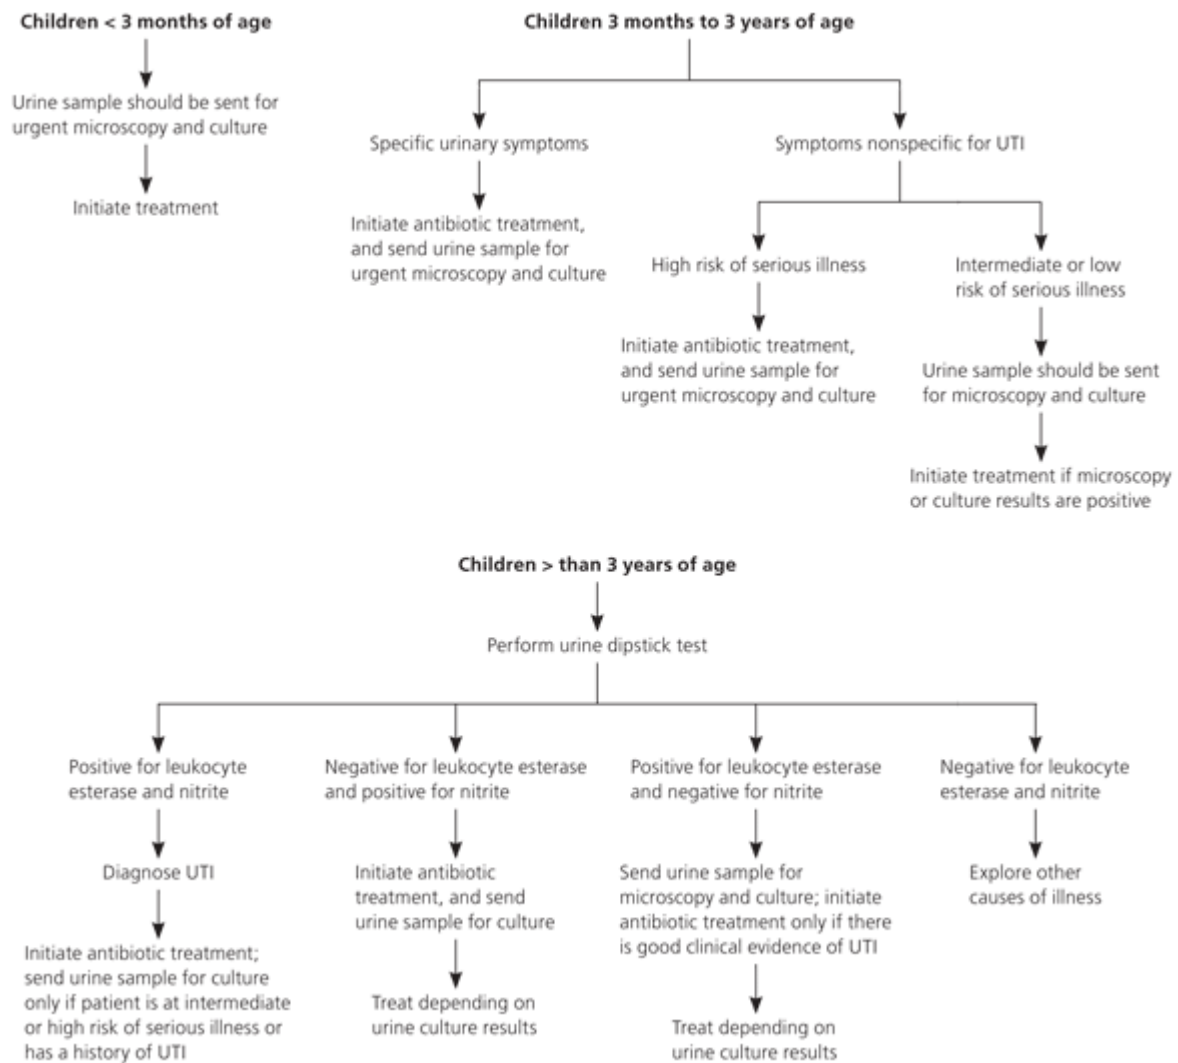 Children < 3 months of age
Urine sample should be sent for
urgent microscopy and culture
Initiate treatment
Children 3 months to 3 years of age
Specific urinary symptoms
Initiate antibiotic treatment,
and send urine sample for
urgent microscopy and culture
Symptoms nonspecific for UTI
High risk of serious illness
Initiate antibiotic treatment,
and send urine sample for
urgent microscopy and culture
Intermediate or low
risk of serious illness
Urine sample should be sent
for microscopy and culture
Initiate treatment if microscopy
or culture results are positive
Children > than 3 years of age
Perform urine dipstick test
Positive for leukocyte
esterase and nitrite
Diagnose UTI
Initiate antibiotic treatment;
send urine sample for culture
only if patient is at intermediate
or high risk of serious illness or
has a history of UTI
Negative for leukocyte esterase
and positive for nitrite
Initiate antibiotic
treatment, and send
urine sample for culture
Treat depending on
urine culture results
Positive for leukocyte esterase
and negative for nitrite
Send urine sample for
microscopy and culture; initiate
antibiotic treatment only if there
is good clinical evidence of UTI
Treat depending on
urine culture results
Negative for leukocyte
esterase and nitrite
Explore other
causes of illness